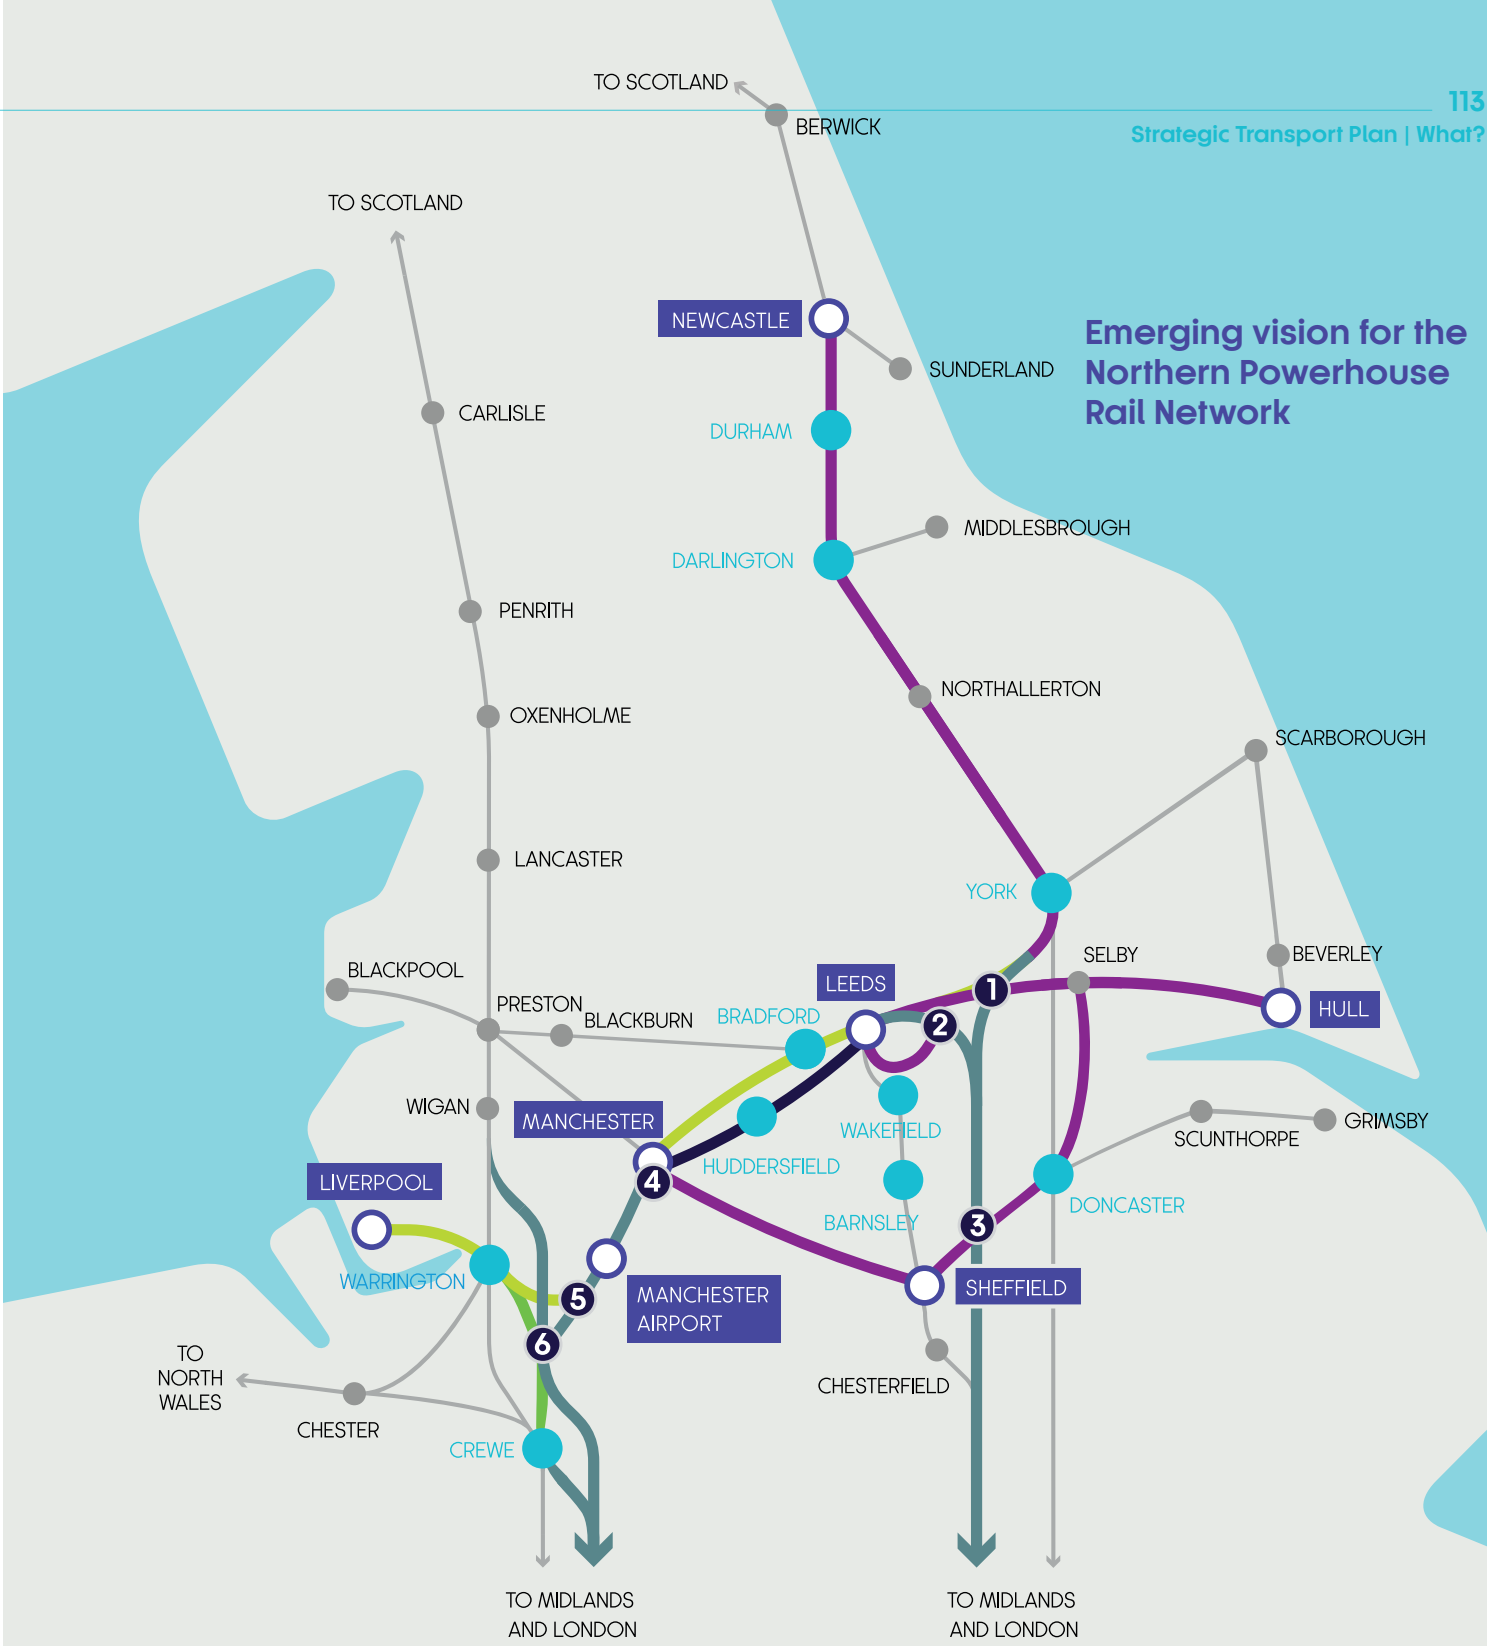 113
Strategic Transport Plan | What?
TO SCOTLAND
BERWICK
TO SCOTLAND
NEWCASTLE
Emerging vision for the
Northern Powerhouse
Rail Network
SUNDERLAND
CARLISLE
DURHAM
MIDDLESBROUGH
DARLINGTON
PENRITH
NORTHALLERTON
OXENHOLME
SCARBOROUGH
LANCASTER
YORK
SELBY
BEVERLEY
BLACKPOOL
LEEDS
1
PRESTON
HULL
BLACKBURN
BRADFORD
2
WIGAN
MANCHESTER
WAKEFIELD
GRIMSBY
SCUNTHORPE
HUDDERSFIELD
LIVERPOOL
4
DONCASTER
BARNSLEY
3
WARRINGTON
SHEFFIELD
5
MANCHESTER
AIRPORT
6
TO
NORTH
WALES
CHESTERFIELD
CHESTER
CREWE
TO MIDLANDS
AND LONDON
TO MIDLANDS
AND LONDON